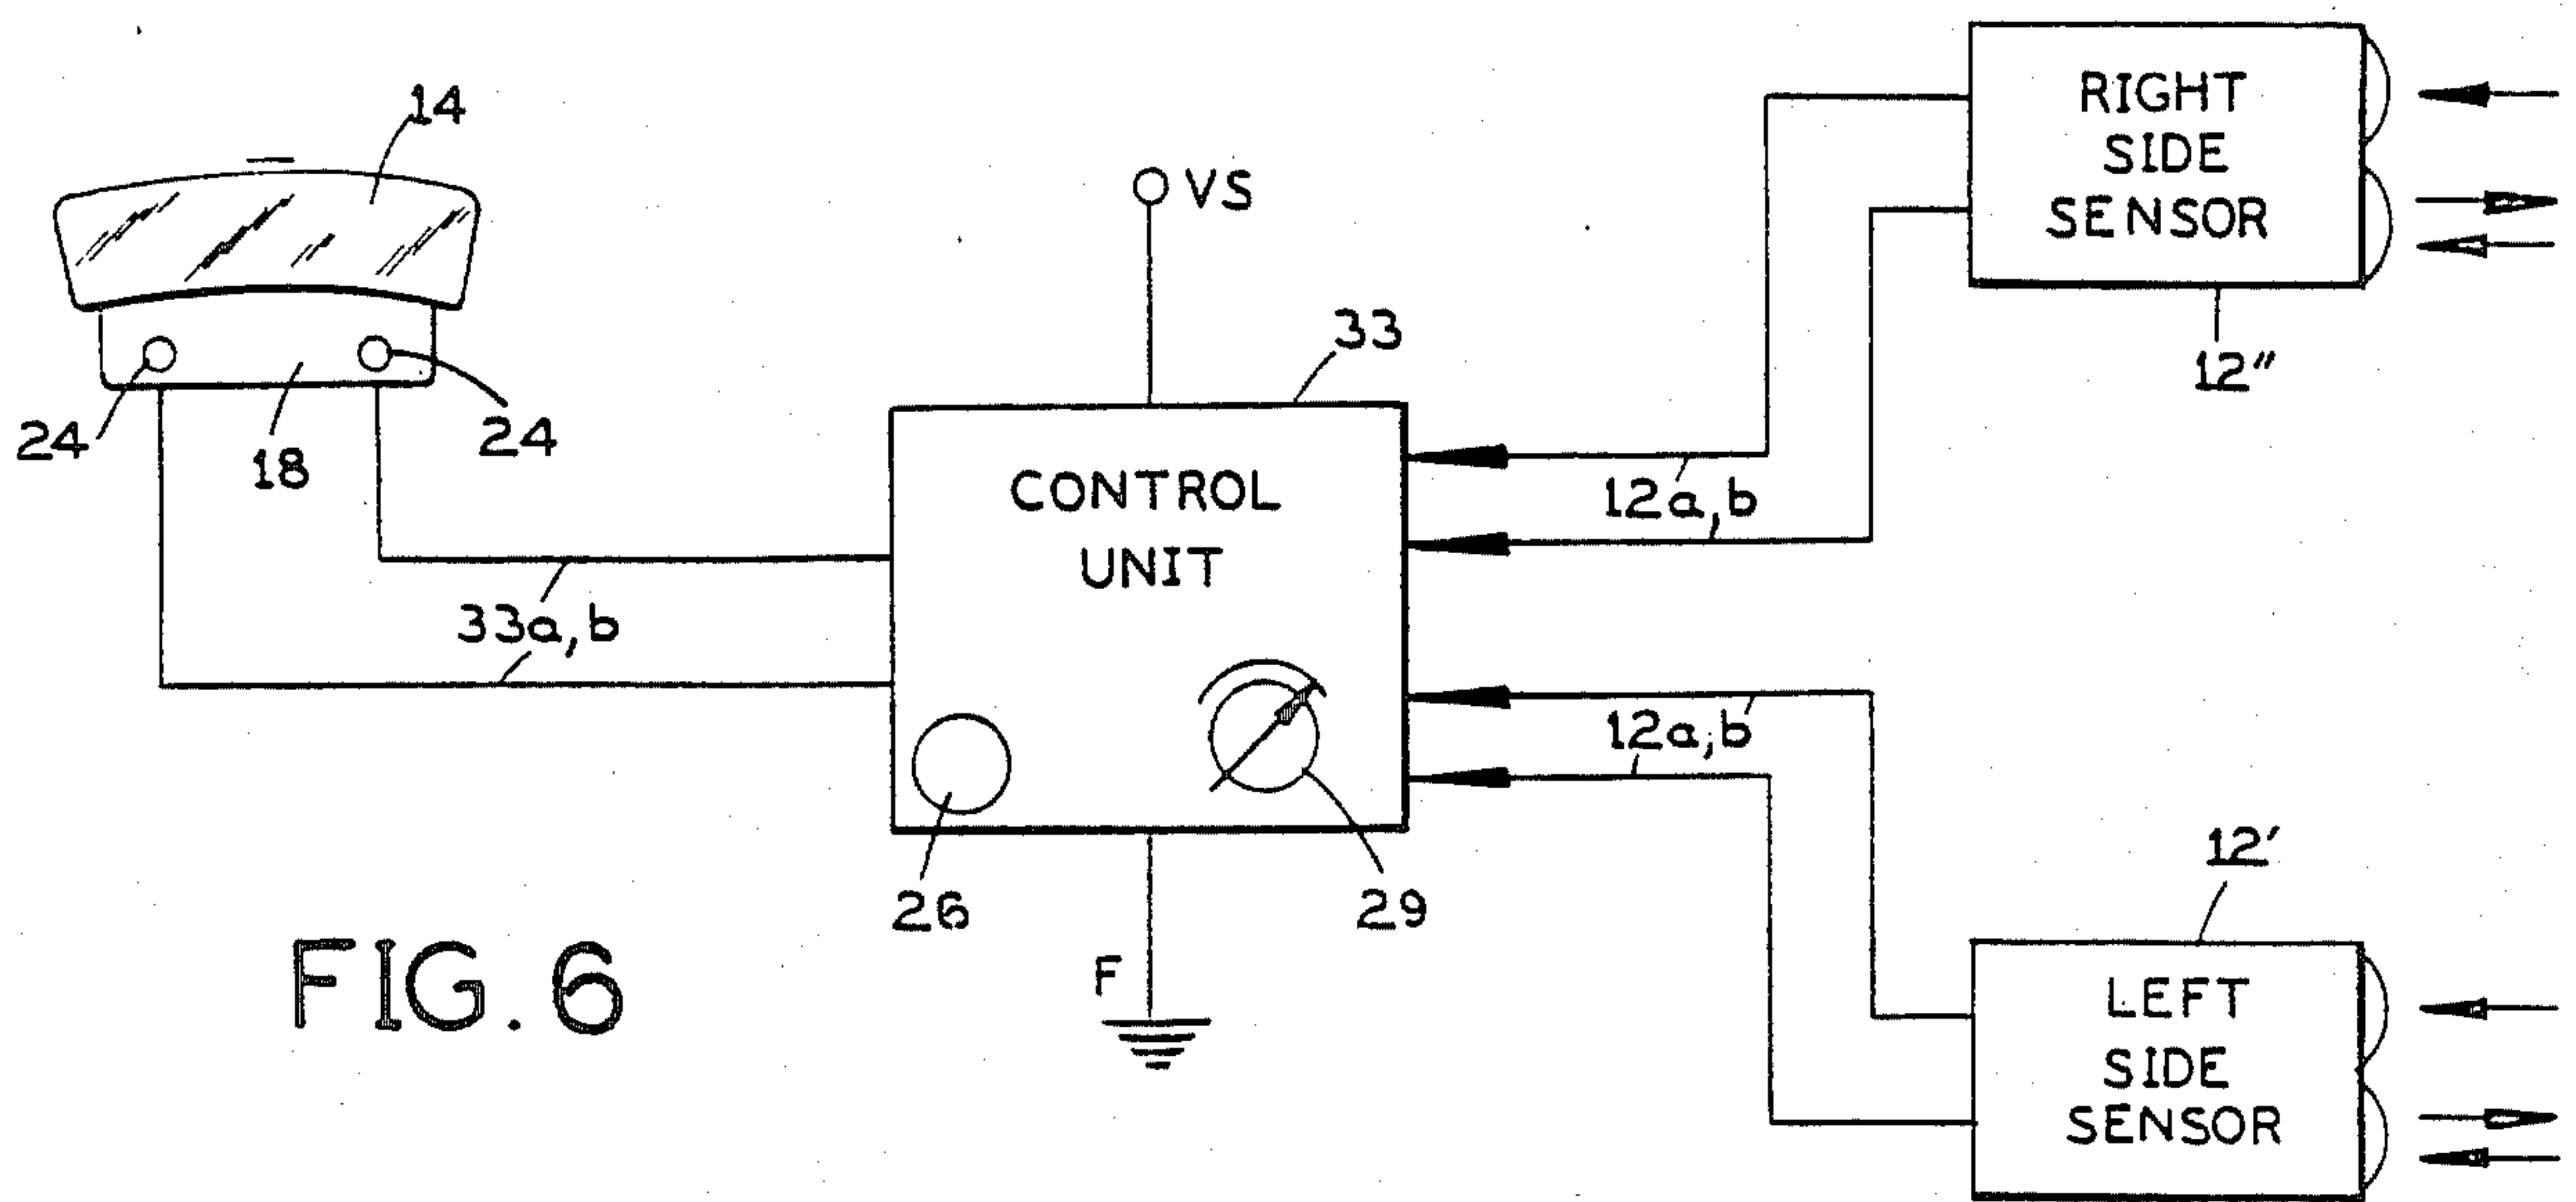 14
VS
RIGHT
SIDE
SENSOR
12"
33
24
18
24
CONTROL
UNIT
12a,b
33a,b
12a,b
26
29
12'
F
LEFT
SIDE
SENSOR
FIG. 6